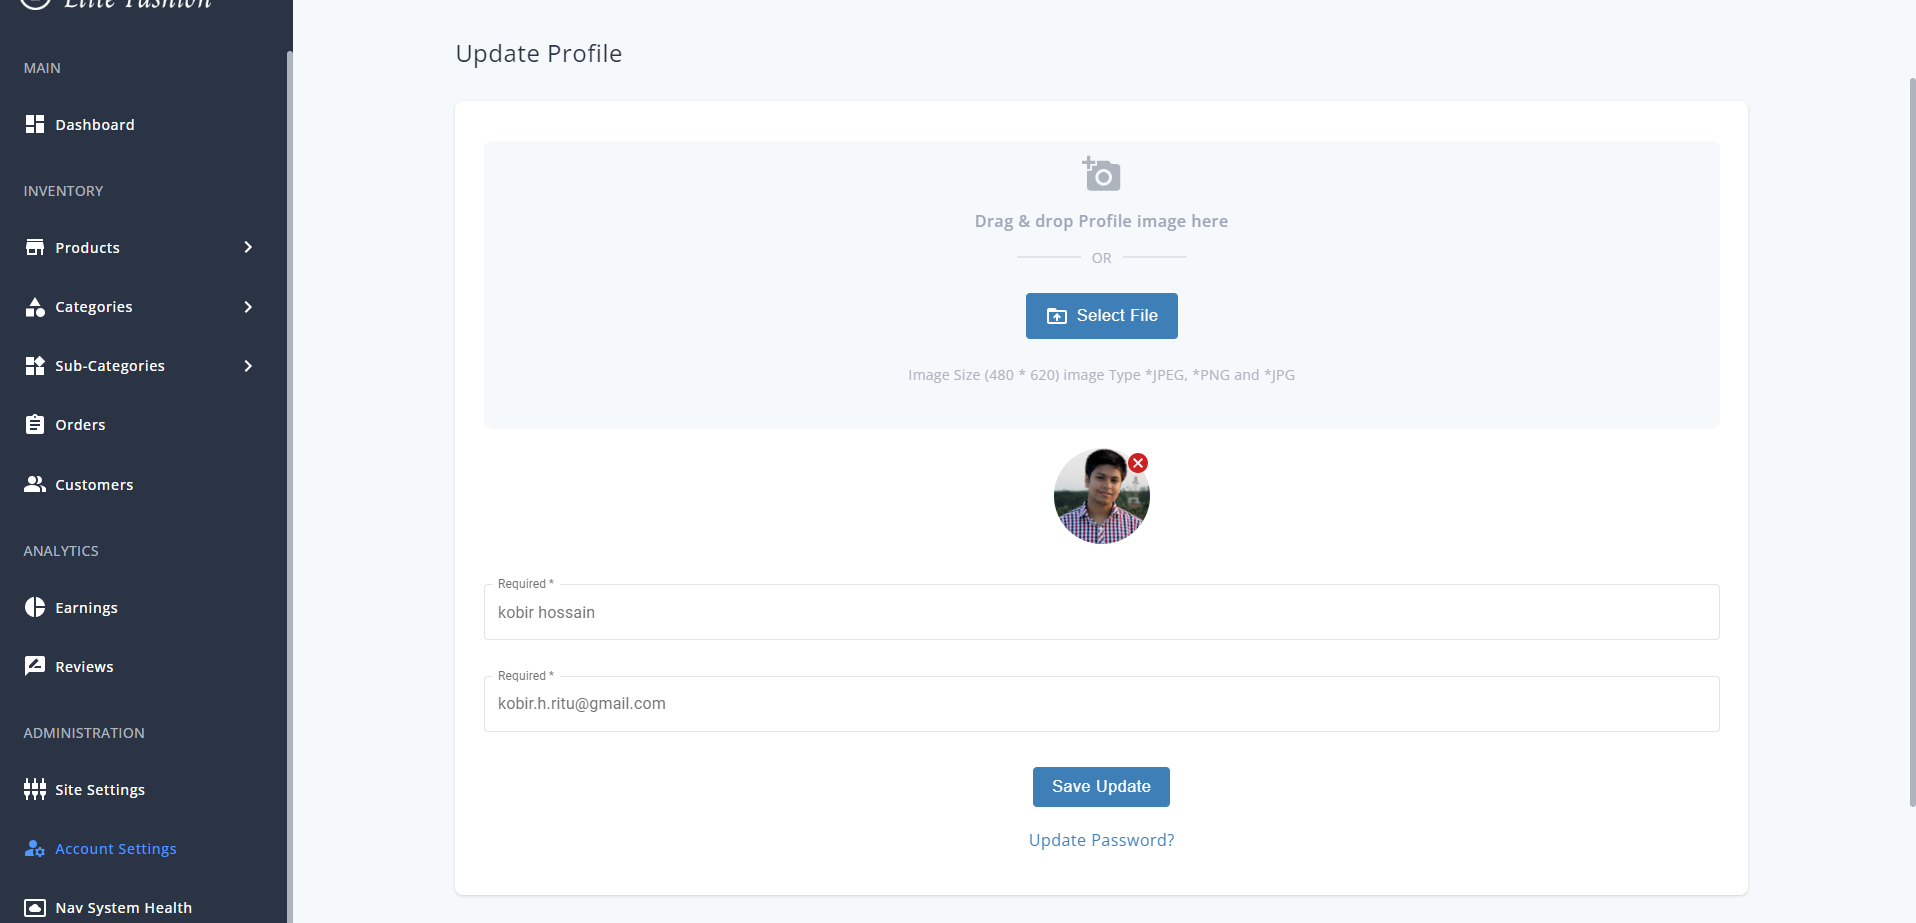 Elite Fashion
MAIN
Dashboard
INVENTORY
Products
Categories
Sub-Categories
Orders
Customers
ANALYTICS
Earnings
Reviews
ADMINISTRATION
Site Settings
Account Settings
Nav System Health
Update Profile
Drag & drop Profile image here
OR
Select File
Image Size (480 * 620) image Type *JPEG, *PNG and *JPG
Required *
kobir hossain
Required *
kobir.h.ritu@gmail.com
Save Update
Update Password?